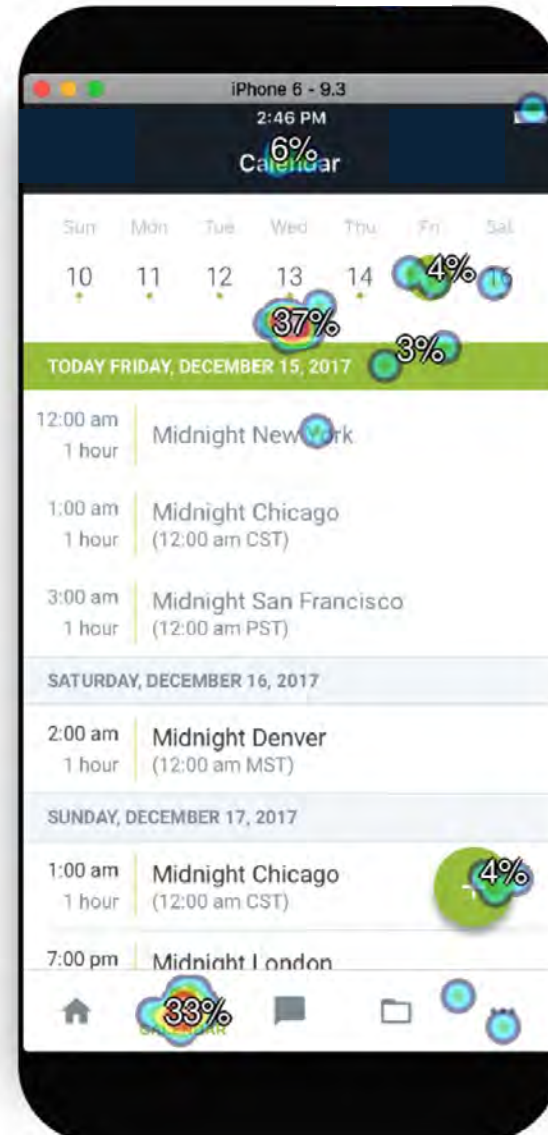 iPhone 6 - 9.3
2:46 PM
Calendar
6%
Sun Mon Tue Wed Thu Fri Sat
10 11 12 13 14 4% 16
37%
3%
TODAY FRIDAY, DECEMBER 15, 2017
12:00 am
1 hour
Midnight New York
1:00 am
1 hour
Midnight Chicago
(12:00 am CST)
3:00 am
1 hour
Midnight San Francisco
(12:00 am PST)
SATURDAY, DECEMBER 16, 2017
2:00 am
1 hour
Midnight Denver
(12:00 am MST)
SUNDAY, DECEMBER 17, 2017
1:00 am
1 hour
Midnight Chicago
(12:00 am CST)
4%
7:00 pm
Midnight London
33%
CALENDAR